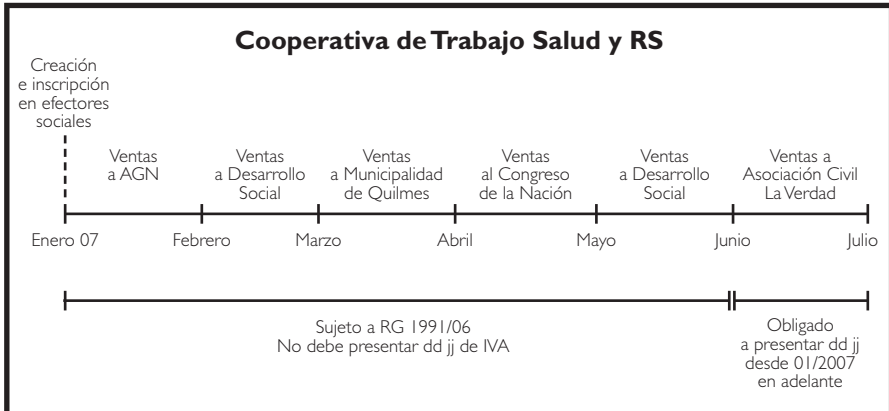 Cooperativa de Trabajo Salud y RS
Creación
e inscripción
en efectores
sociales
Ventas
a AGN
Ventas
a Desarrollo
Social
Ventas
a Municipalidad
de Quilmes
Ventas
al Congreso
de la Nación
Ventas
a Desarrollo
Social
Ventas a
Asociación Civil
La Verdad
Enero 07
Febrero
Marzo
Abril
Mayo
Junio
Julio
Sujeto a RG 1991/06
No debe presentar dd jj de IVA
Obligado
a presentar dd jj
desde 01/2007
en adelante